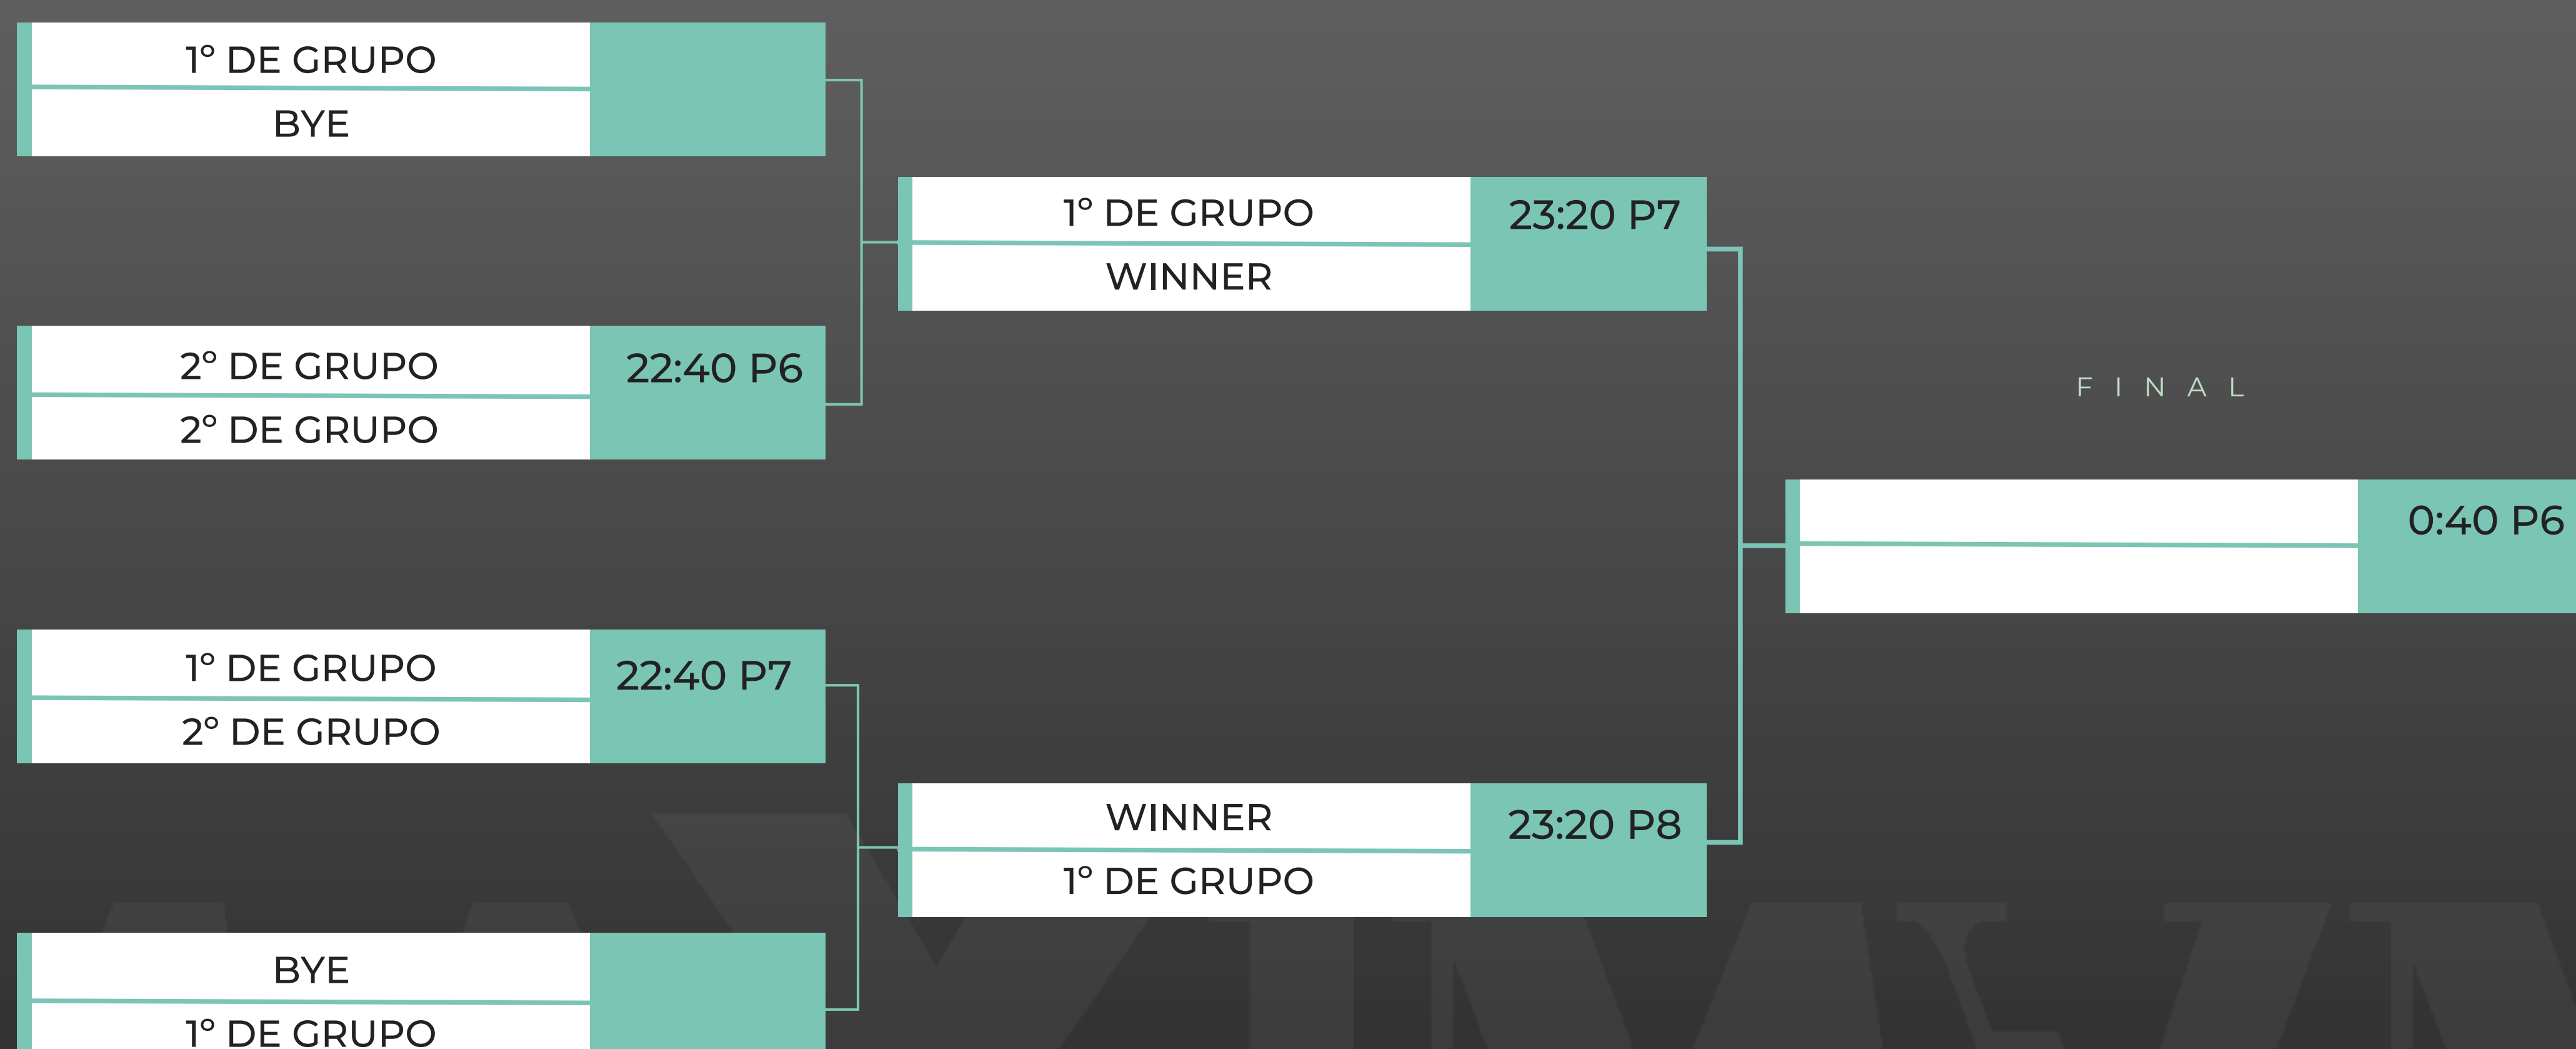 1º DE GRUPO
BYE
2º DE GRUPO
22:40 P6
2º DE GRUPO
1º DE GRUPO
22:40 P7
2º DE GRUPO
BYE
1º DE GRUPO
1º DE GRUPO
23:20 P7
WINNER
WINNER
23:20 P8
1º DE GRUPO
FINAL
0:40 P6